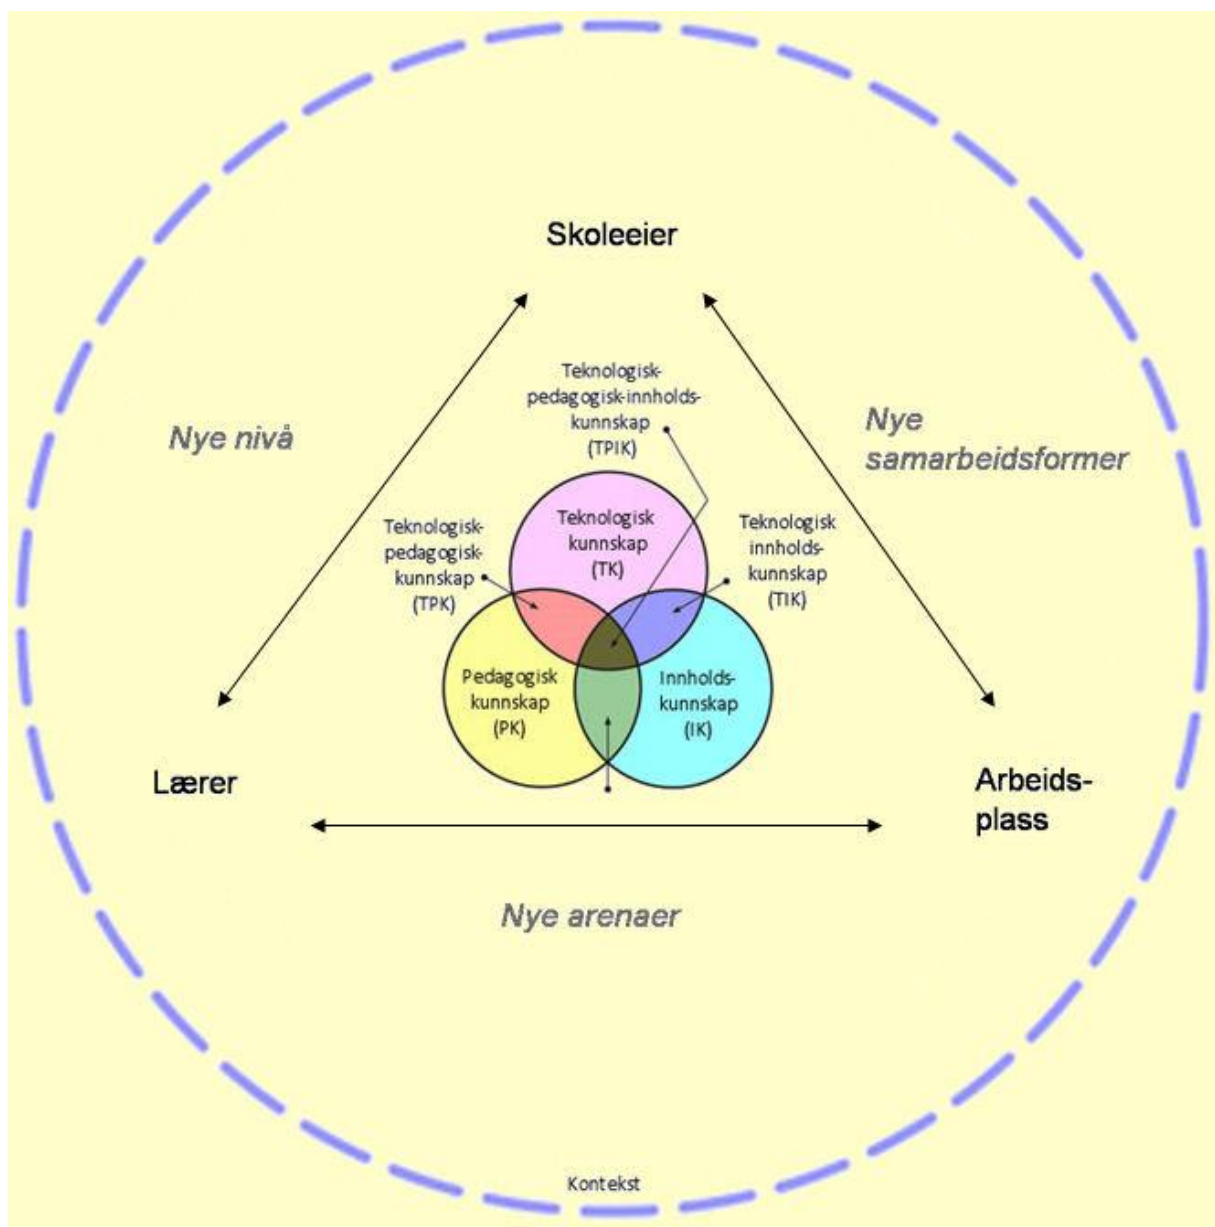 Skoleeier
Teknologisk-
pedagogisk-innholds-
kunnskap
(TPIK)
Nye nivå
Nye
samarbeidsformer
Teknologisk-
pedagogisk-
kunnskap
(TPK)
Teknologisk
kunnskap
(TK)
Teknologisk
innholds-
kunnskap
(TIK)
Pedagogisk
kunnskap
(PK)
Innholds-
kunnskap
(IK)
Lærer
Arbeids-
plass
Nye arenaer
Kontekst